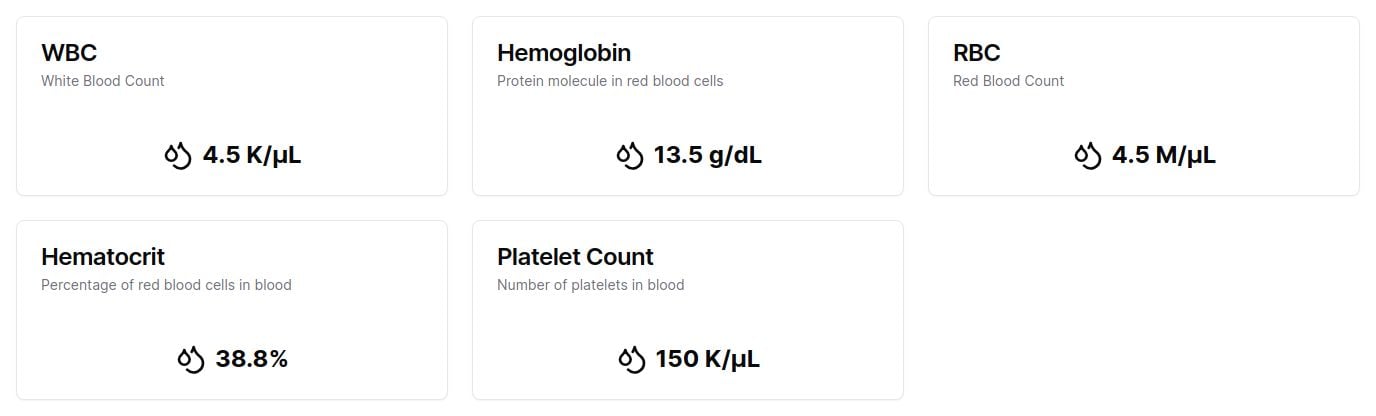 WBC
White Blood Count
4.5 K/µL
Hemoglobin
Protein molecule in red blood cells
13.5 g/dL
RBC
Red Blood Count
4.5 M/µL
Hematocrit
Percentage of red blood cells in blood
38.8%
Platelet Count
Number of platelets in blood
150 K/µL